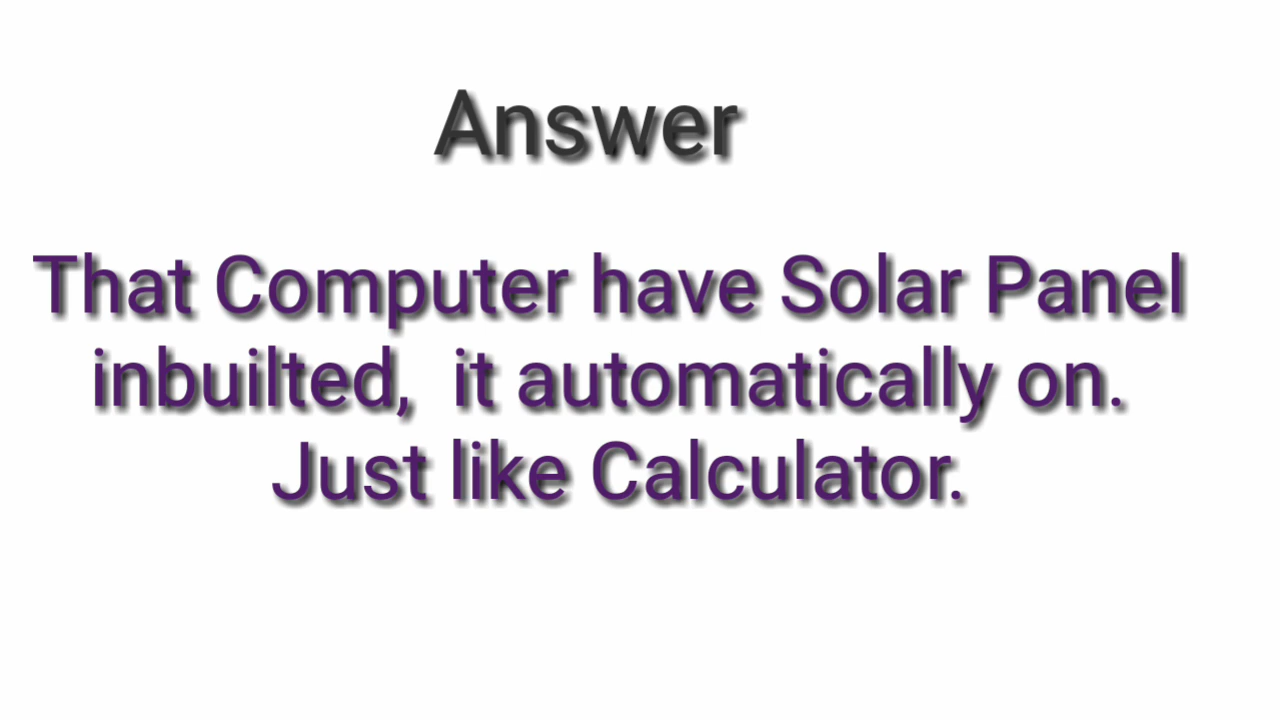 Answer
That Computer have Solar Panel
inbuilted,  it automatically on.
Just like Calculator.